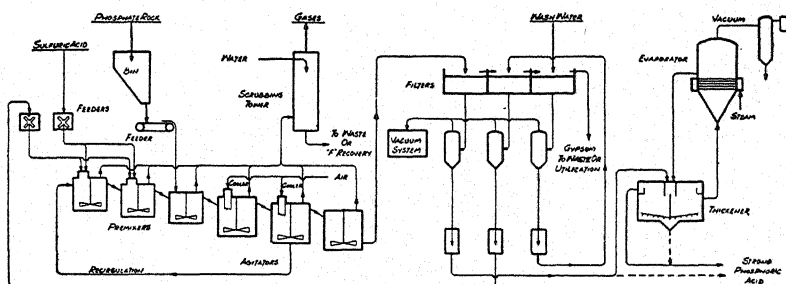 PHOSPHATE ROCK
GASES
WASH WATER
VACUUM
SULFURIC ACID
BIN
WATER
SCRUBBING
TOWER
FILTERS
EVAPORATOR
STEAM
FEEDERS
FEEDER
TO WASTE
OR
"F" RECOVERY
VACUUM
SYSTEM
GYPSUM
TO WASTE OR
UTILIZATION
COOLER
COOLER
AIR
PREMIXERS
THICKENER
RECIRCULATION
AGITATORS
STRONG
PHOSPHORIC
ACID